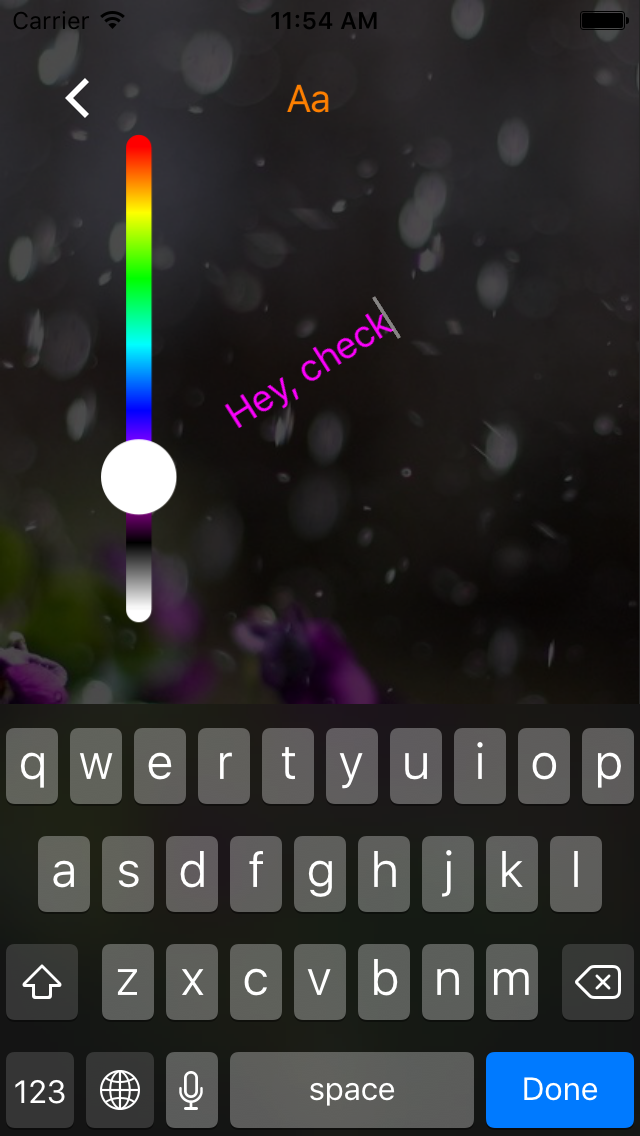 Carrier 11:54 AM
Aa
Hey, check
q w e r t y u i o p
a s d f g h j k l
z x c v b n m
123 space Done